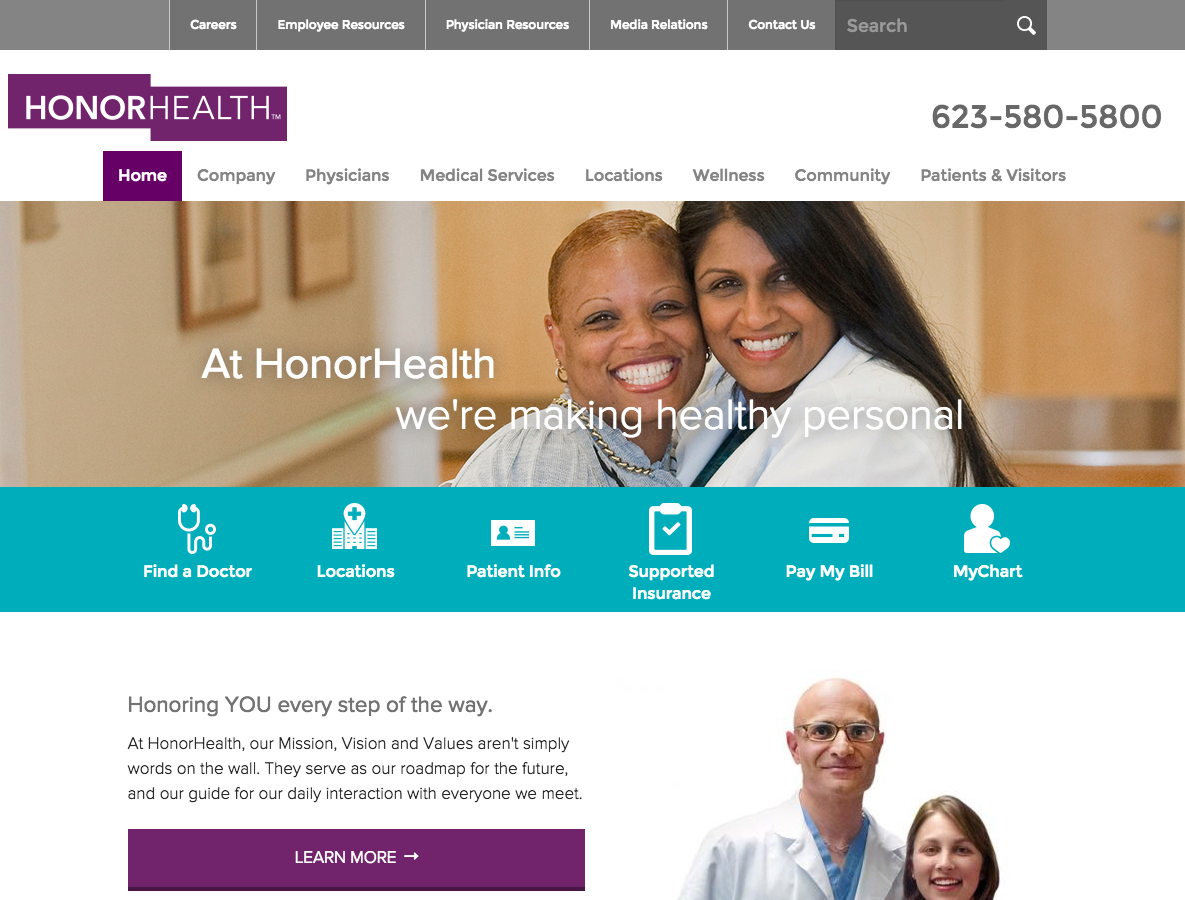 Careers
Employee Resources
Physician Resources
Media Relations
Contact Us
Search
HONORHEALTH™
623-580-5800
Home
Company
Physicians
Medical Services
Locations
Wellness
Community
Patients & Visitors
At HonorHealth
we're making healthy personal
Find a Doctor
Locations
Patient Info
Supported
Insurance
Pay My Bill
MyChart
Honoring YOU every step of the way.
At HonorHealth, our Mission, Vision and Values aren't simply
words on the wall. They serve as our roadmap for the future,
and our guide for our daily interaction with everyone we meet.
LEARN MORE →